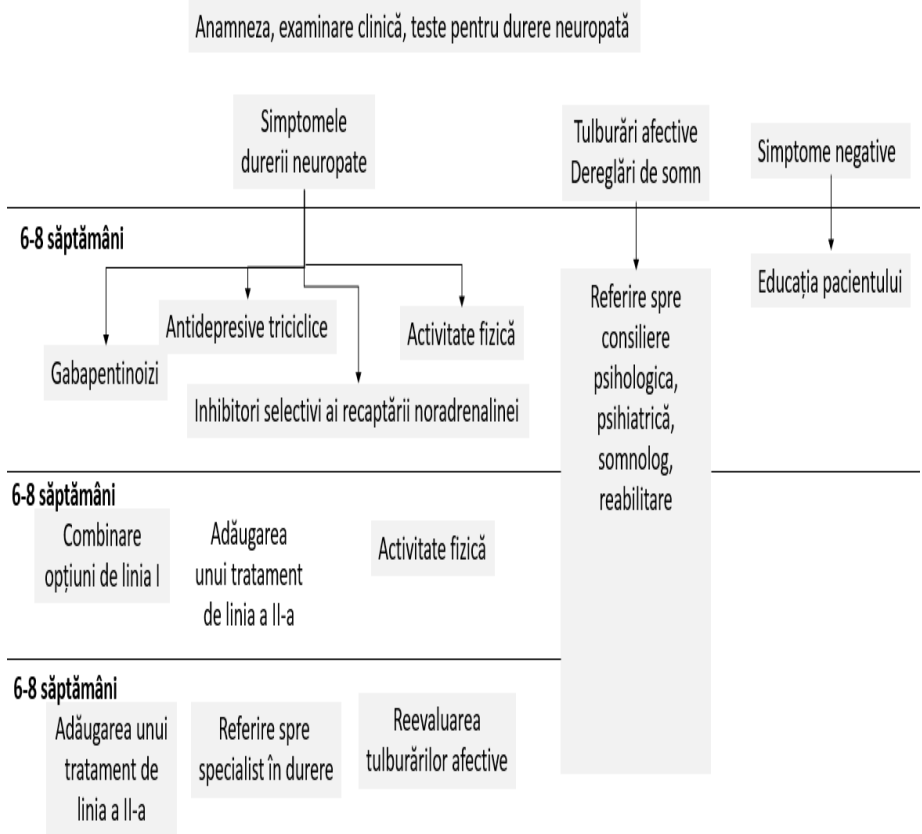 Anamneza, examinare clinică, teste pentru durere neuropată
Simptomele
durerii neuropate
Tulburări afective
Dereglări de somn
Simptome negative
6-8 săptămâni
Gabapentinoizi
Antidepresive triciclice
Inhibitori selectivi ai recaptării noradrenalinei
Activitate fizică
Referire spre
consiliere
psihologica,
psihiatrică,
somnolog,
reabilitare
Educația pacientului
6-8 săptămâni
Combinare
opțiuni de linia I
Adăugarea
unui tratament
de linia a II-a
Activitate fizică
6-8 săptămâni
Adăugarea unui
tratament de
linia a II-a
Referire spre
specialist în durere
Reevaluarea
tulburărilor afective